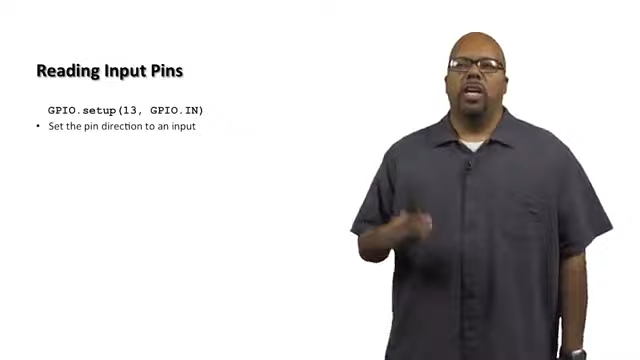 Reading Input Pins
GPIO.setup(13, GPIO.IN)
• Set the pin direction to an input